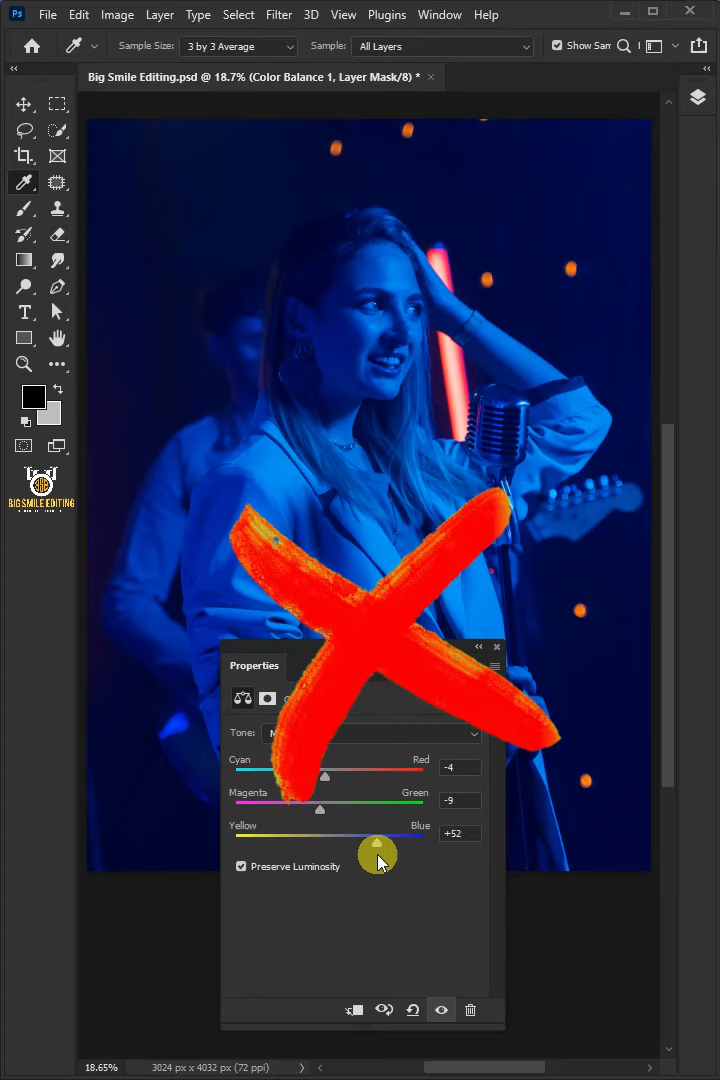 Ps File Edit Image Layer Type Select Filter 3D View Plugins Window Help
Sample Size: 3 by 3 Average Sample: All Layers Show Sam
Big Smile Editing.psd @ 18.7% (Color Balance 1, Layer Mask/8) *
BIG SMILE EDITING
Properties
Tone:
Cyan Red -4
Magenta Green -9
Yellow Blue +52
Preserve Luminosity
18.65% 3024 px x 4032 px (72 ppi)